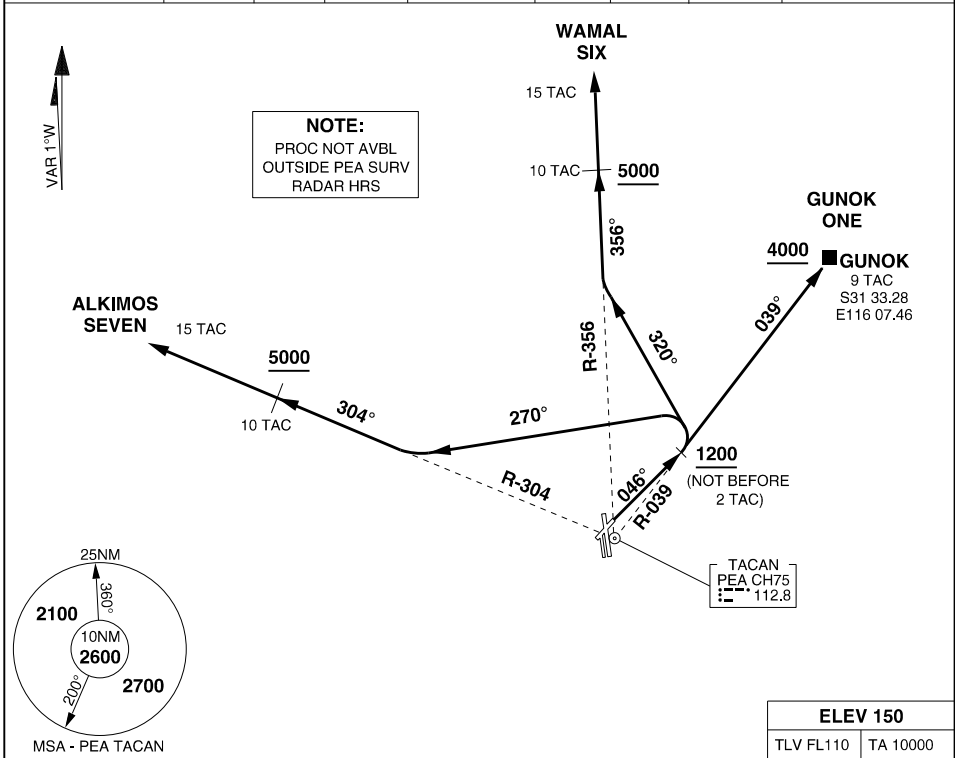 WAMAL
SIX
15 TAC
VAR 1°W
NOTE:
PROC NOT AVBL
OUTSIDE PEA SURV
RADAR HRS
10 TAC
5000
GUNOK
ONE
356°
4000
GUNOK
9 TAC
S31 33.28
E116 07.46
ALKIMOS
SEVEN
15 TAC
039°
5000
R-356
320°
304°
10 TAC
270°
1200
(NOT BEFORE
2 TAC)
R-304
046°
R-039
TACAN
PEA CH75
112.8
25NM
360°
2100
10NM
2600
2700
200°
MSA - PEA TACAN
ELEV 150
TLV FL110
TA 10000